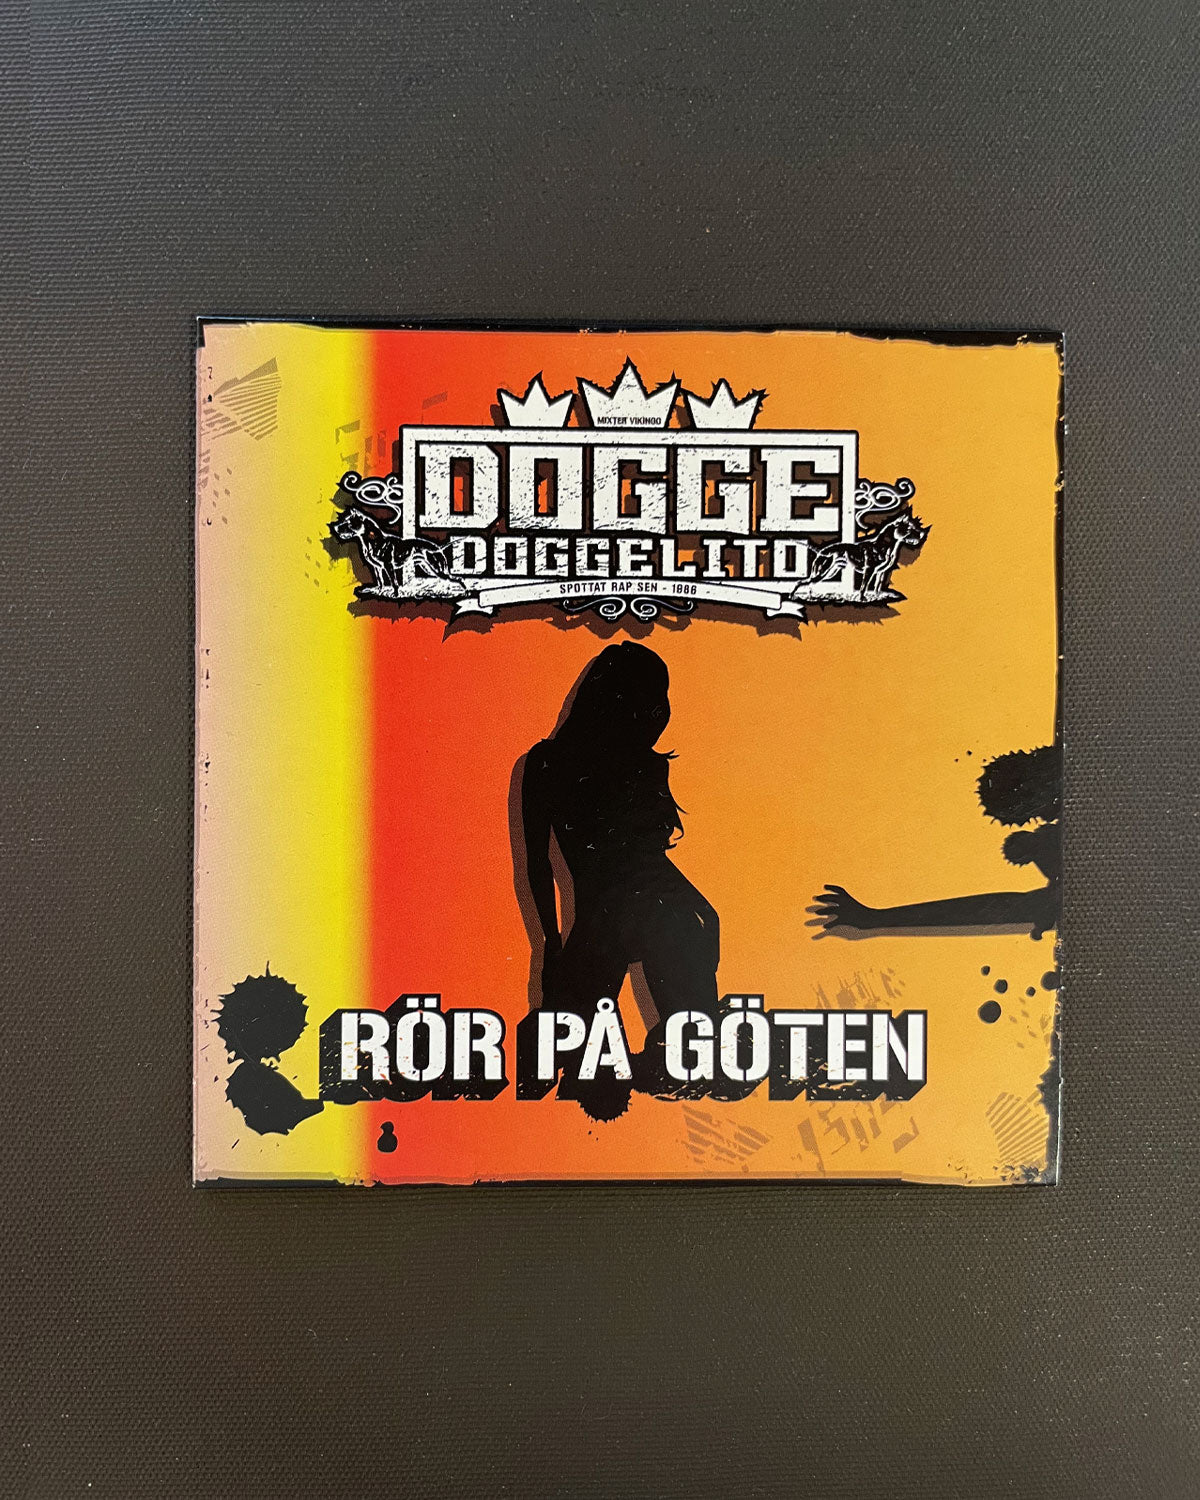 MIXTER VIKINGO
DOGGE
DOGGELITO
SPOTTAT RAP SEN - 1986
RÖR PÅ GÖTEN